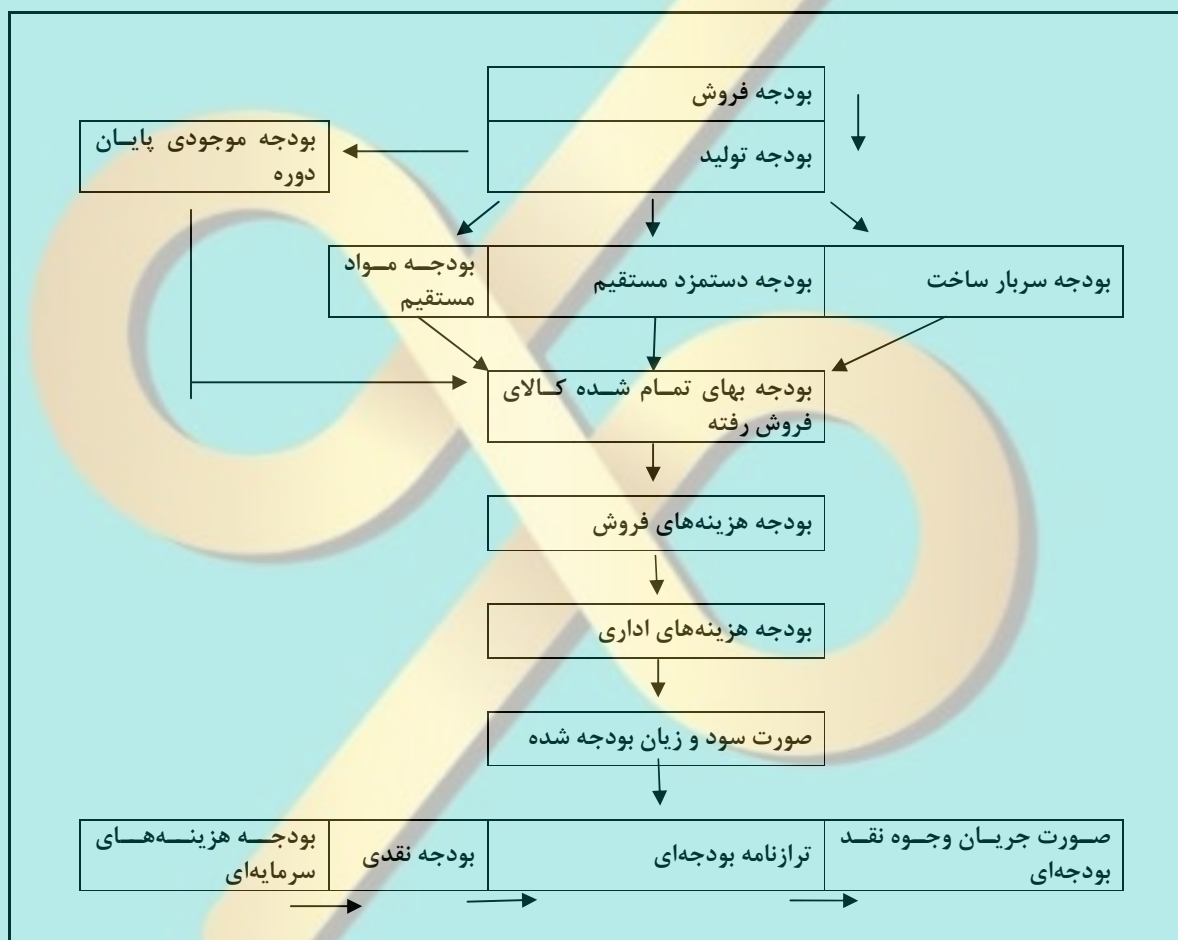 بودجه فروش
بودجه تولید
بودجه موجودی پایان
دوره
بودجه سربار ساخت
بودجه دستمزد مستقیم
بودجه مواد
مستقیم
بودجه بهای تمام شده کالای
فروش رفته
بودجه هزینه‌های فروش
بودجه هزینه‌های اداری
صورت سود و زیان بودجه شده
صورت جریان وجوه نقد
بودجه‌ای
ترازنامه بودجه‌ای
بودجه نقدی
بودجه هزینه‌های
سرمایه‌ای